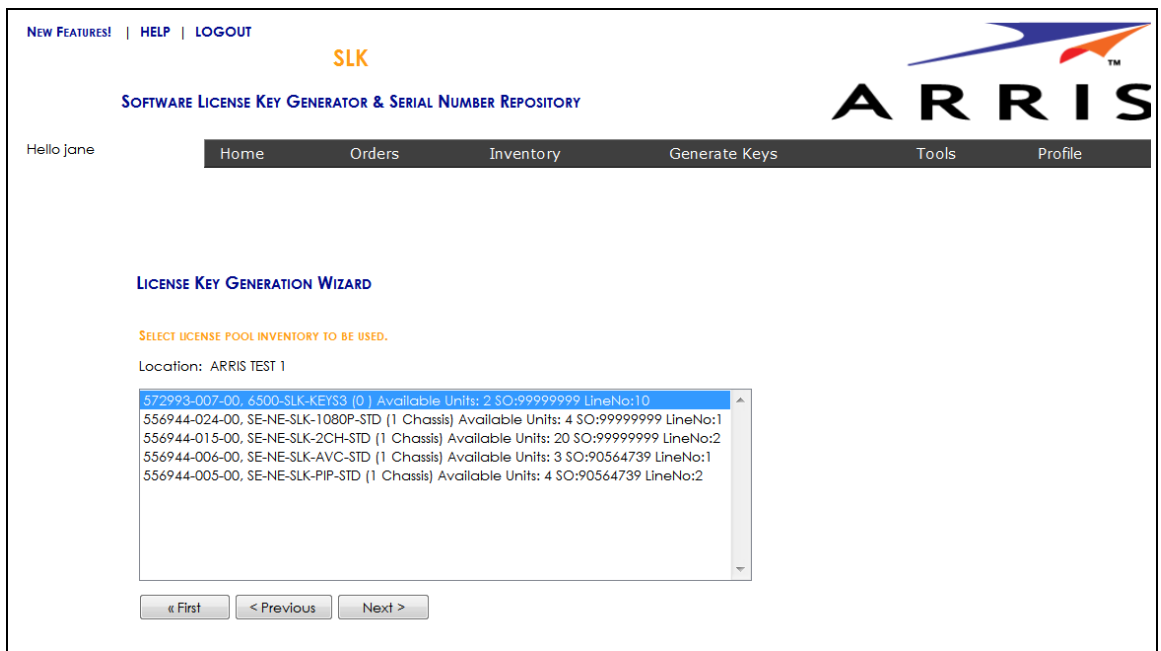 NEW FEATURES! | HELP | LOGOUT
SLK
SOFTWARE LICENSE KEY GENERATOR & SERIAL NUMBER REPOSITORY
TM
ARRIS
Hello jane
Home Orders Inventory Generate Keys Tools Profile
LICENSE KEY GENERATION WIZARD
SELECT LICENSE POOL INVENTORY TO BE USED.
Location: ARRIS TEST 1
572993-007-00, 6500-SLK-KEYS3 (0 ) Available Units: 2 SO:99999999 LineNo:10
556944-024-00, SE-NE-SLK-1080P-STD (1 Chassis) Available Units: 4 SO:99999999 LineNo:1
556944-015-00, SE-NE-SLK-2CH-STD (1 Chassis) Available Units: 20 SO:99999999 LineNo:2
556944-006-00, SE-NE-SLK-AVC-STD (1 Chassis) Available Units: 3 SO:90564739 LineNo:1
556944-005-00, SE-NE-SLK-PIP-STD (1 Chassis) Available Units: 4 SO:90564739 LineNo:2
« First < Previous Next >